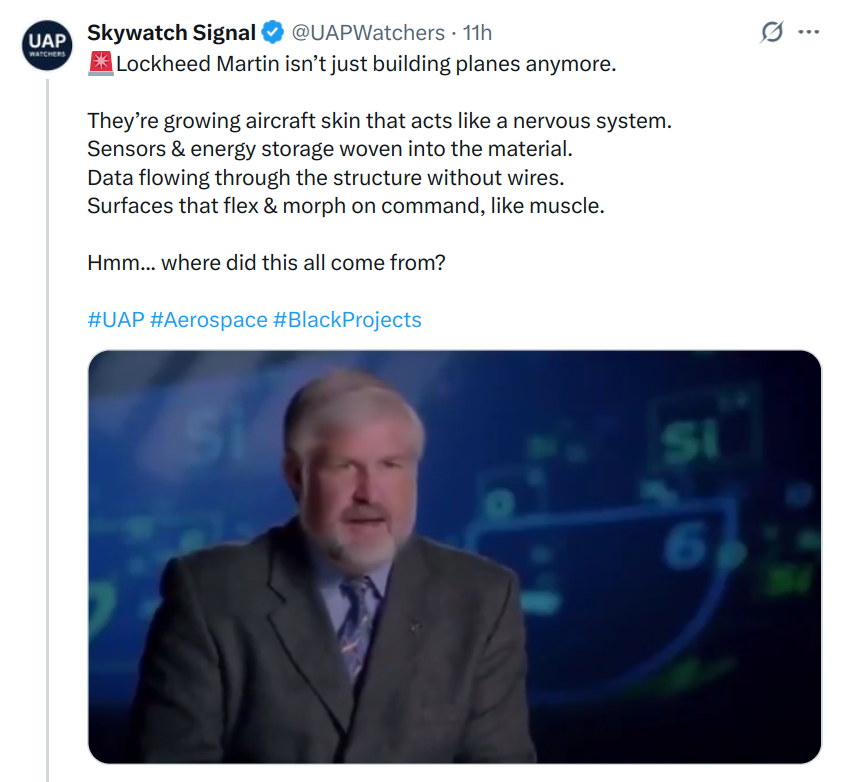 UAP
WATCHERS
Skywatch Signal @UAPWatchers · 11h
🚨Lockheed Martin isn’t just building planes anymore.
They’re growing aircraft skin that acts like a nervous system.
Sensors & energy storage woven into the material.
Data flowing through the structure without wires.
Surfaces that flex & morph on command, like muscle.
Hmm... where did this all come from?
#UAP #Aerospace #BlackProjects
Si
Si
6